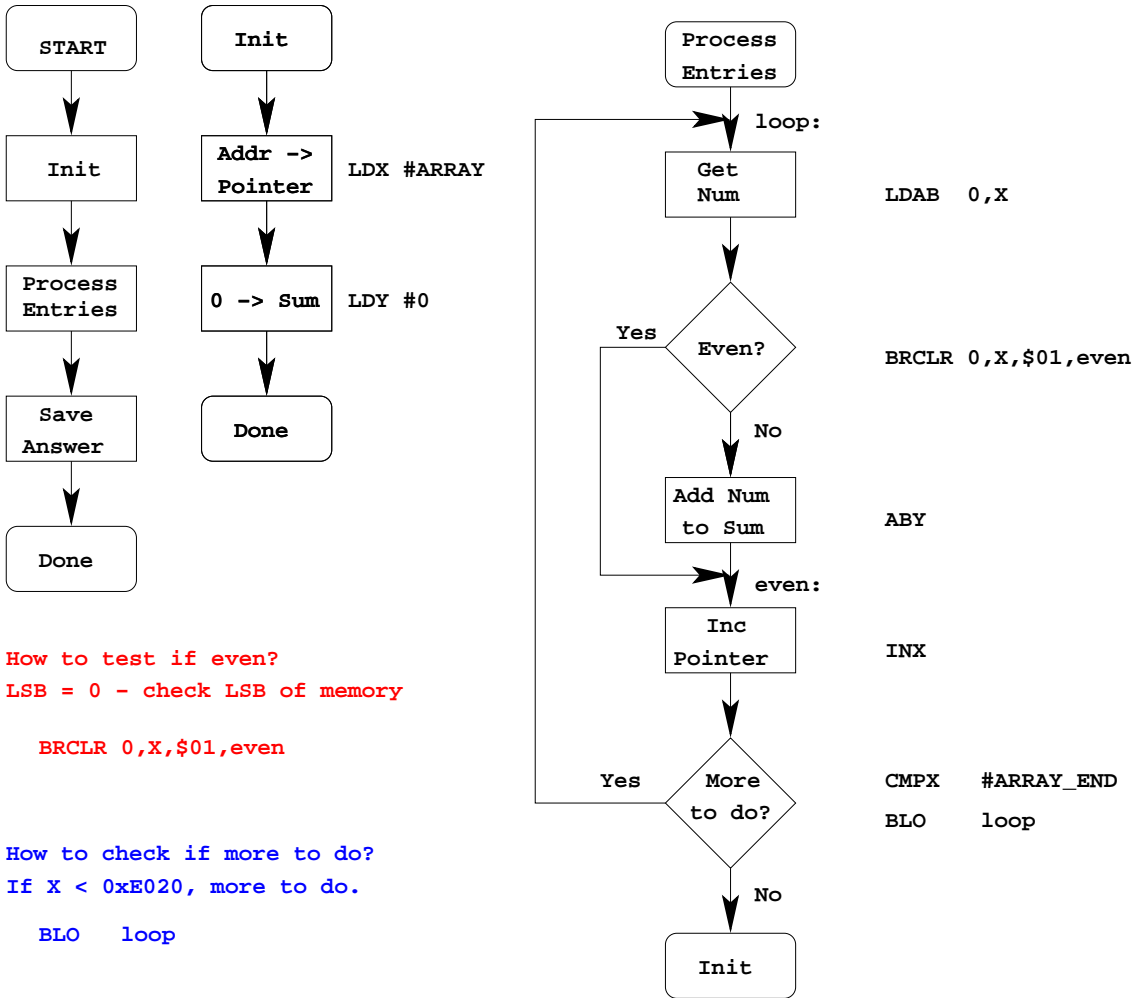 START
Init
Process
Entries
Save
Answer
Done
Init
Addr –>
Pointer
LDX #ARRAY
0 –> Sum
LDY #0
Done
How to test if even?
LSB = 0 – check LSB of memory
BRCLR 0,X,$01,even
How to check if more to do?
If X < 0xE020, more to do.
BLO loop
Process
Entries
loop:
Get
Num
LDAB 0,X
Yes
Even?
BRCLR 0,X,$01,even
No
Add Num
to Sum
ABY
even:
Inc
Pointer
INX
Yes
More
to do?
CMPX #ARRAY_END
BLO loop
No
Init